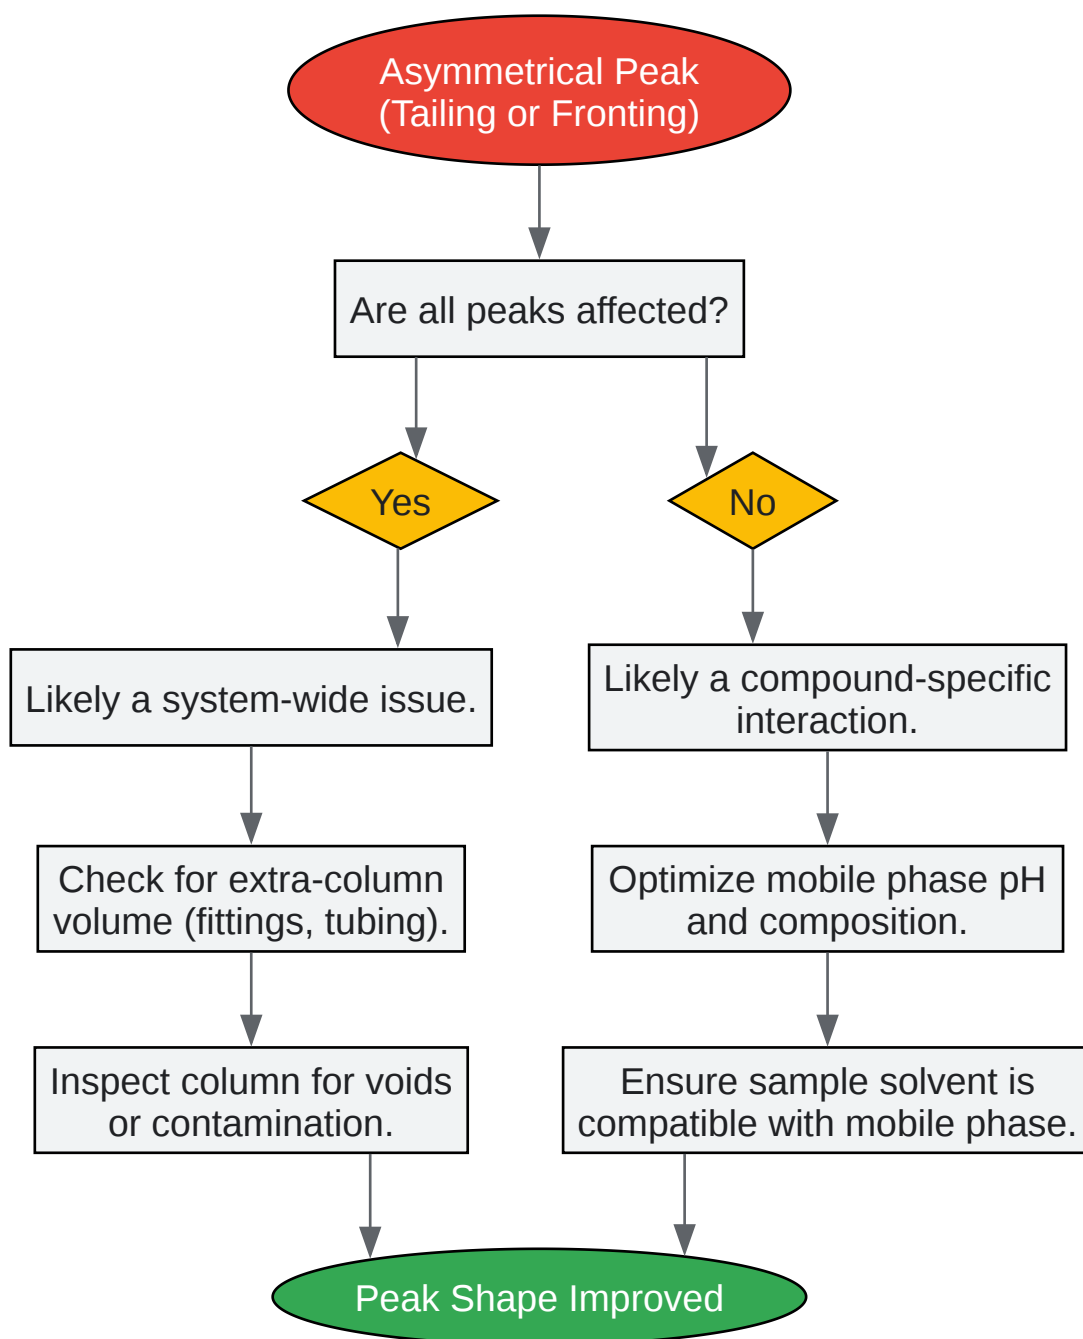 Asymmetrical Peak
(Tailing or Fronting)
Are all peaks affected?
Yes
No
Likely a system-wide issue.
Likely a compound-specific
interaction.
Check for extra-column
volume (fittings, tubing).
Optimize mobile phase pH
and composition.
Inspect column for voids
or contamination.
Ensure sample solvent is
compatible with mobile phase.
Peak Shape Improved